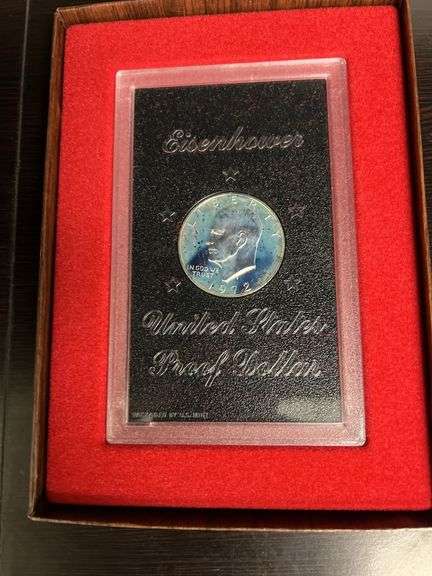 Eisenhower
LIBERTY
IN GOD WE
TRUST
1972
United States
Proof Dollar
PACKAGED BY U.S. MINT